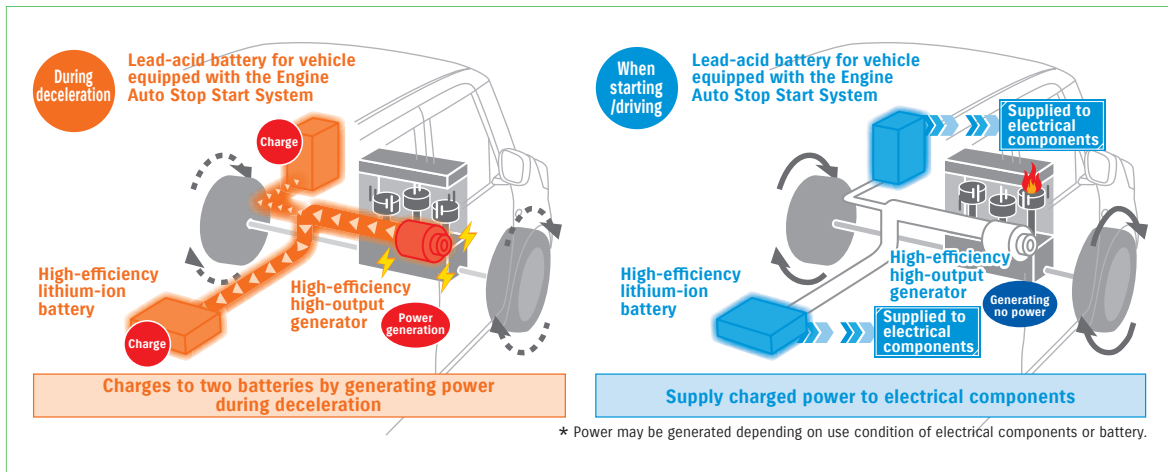 During
deceleration
Lead-acid battery for vehicle
equipped with the Engine
Auto Stop Start System
Charge
High-efficiency
lithium-ion
battery
Charge
High-efficiency
high-output
generator
Power
generation
Charges to two batteries by generating power
during deceleration
When
starting
/driving
Lead-acid battery for vehicle
equipped with the Engine
Auto Stop Start System
Supplied to
electrical
components
High-efficiency
lithium-ion
battery
High-efficiency
high-output
generator
Generating
no power
Supplied to
electrical
components
Supply charged power to electrical components
* Power may be generated depending on use condition of electrical components or battery.